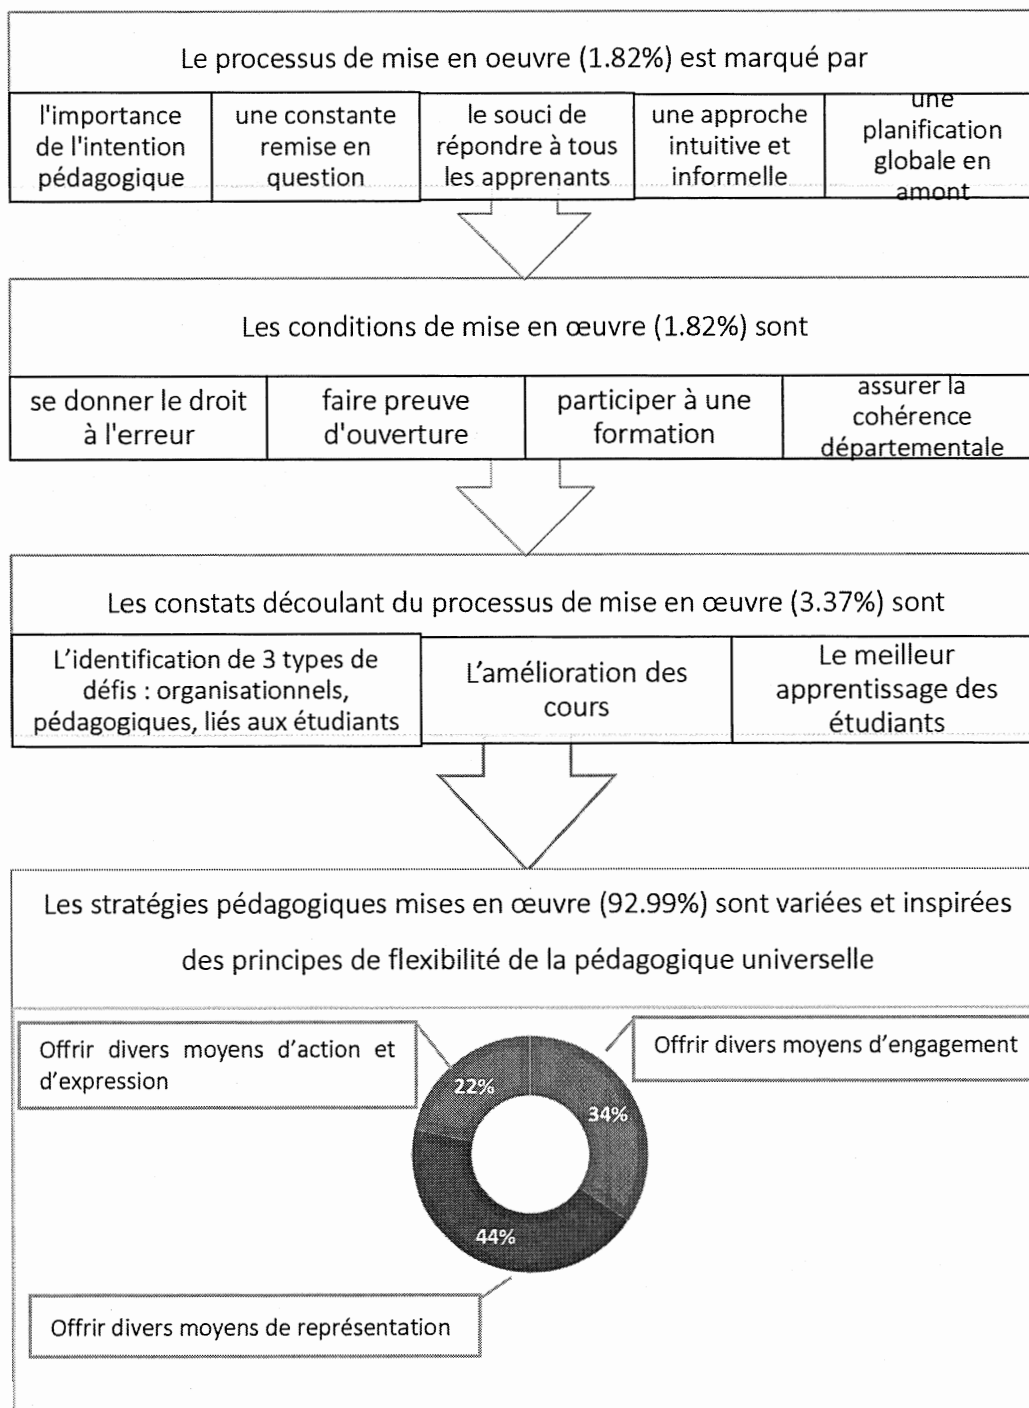 Le processus de mise en oeuvre (1.82%) est marqué par
l'importance
de l'intention
pédagogique
une constante
remise en
question
le souci de
répondre à tous
les apprenants
une approche
intuitive et
informelle
une
planification
globale en
amont
Les conditions de mise en œuvre (1.82%) sont
se donner le droit
à l'erreur
faire preuve
d'ouverture
participer à une
formation
assurer la
cohérence
départementale
Les constats découlant du processus de mise en œuvre (3.37%) sont
L'identification de 3 types de
défis : organisationnels,
pédagogiques, liés aux étudiants
L'amélioration des
cours
Le meilleur
apprentissage des
étudiants
Les stratégies pédagogiques mises en œuvre (92.99%) sont variées et inspirées
des principes de flexibilité de la pédagogique universelle
Offrir divers moyens d'action et
d'expression
Offrir divers moyens d'engagement
22%
34%
44%
Offrir divers moyens de représentation